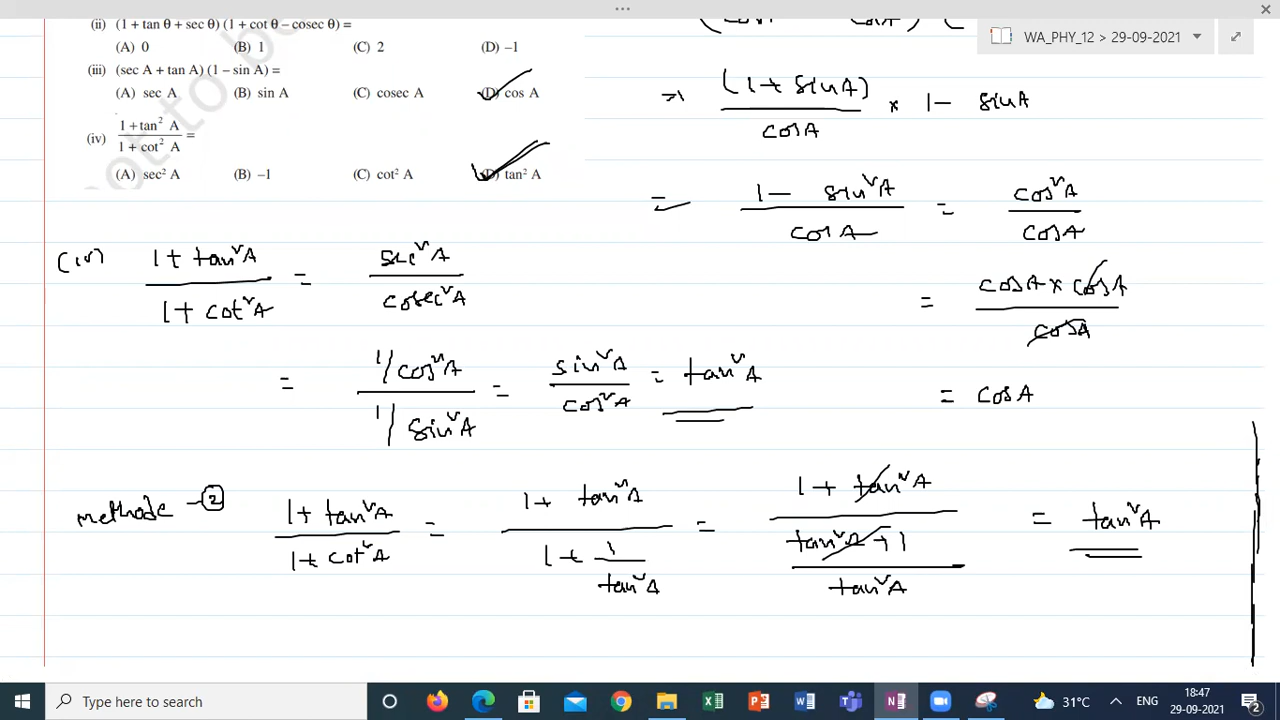 (ii) (1 + tan θ + sec θ) (1 + cot θ – cosec θ) =
(A) 0 (B) 1 (C) 2 (D) –1
(iii) (sec A + tan A) (1 – sin A) =
(A) sec A (B) sin A (C) cosec A (D) cos A
(iv) 1 + tan² A / 1 + cot² A =
(A) sec² A (B) –1 (C) cot² A (D) tan² A
WA_PHY_12 > 29-09-2021
⇒ (1 + sin A) / cos A × 1 – sin A
= 1 – sin²A / cos A = cos²A / cos A
= cos A × cos A / cos A
= cos A
(iv) 1 + tan²A / 1 + cot²A = sec²A / cosec²A
= 1/cos²A / 1/sin²A = sin²A / cos²A = tan²A
methode – 2 1 + tan²A / 1 + cot²A = 1 + tan²A / 1 + 1/tan²A = 1 + tan²A / tan²A + 1 / tan²A = tan²A
Type here to search
31°C ENG 18:47
29-09-2021 2